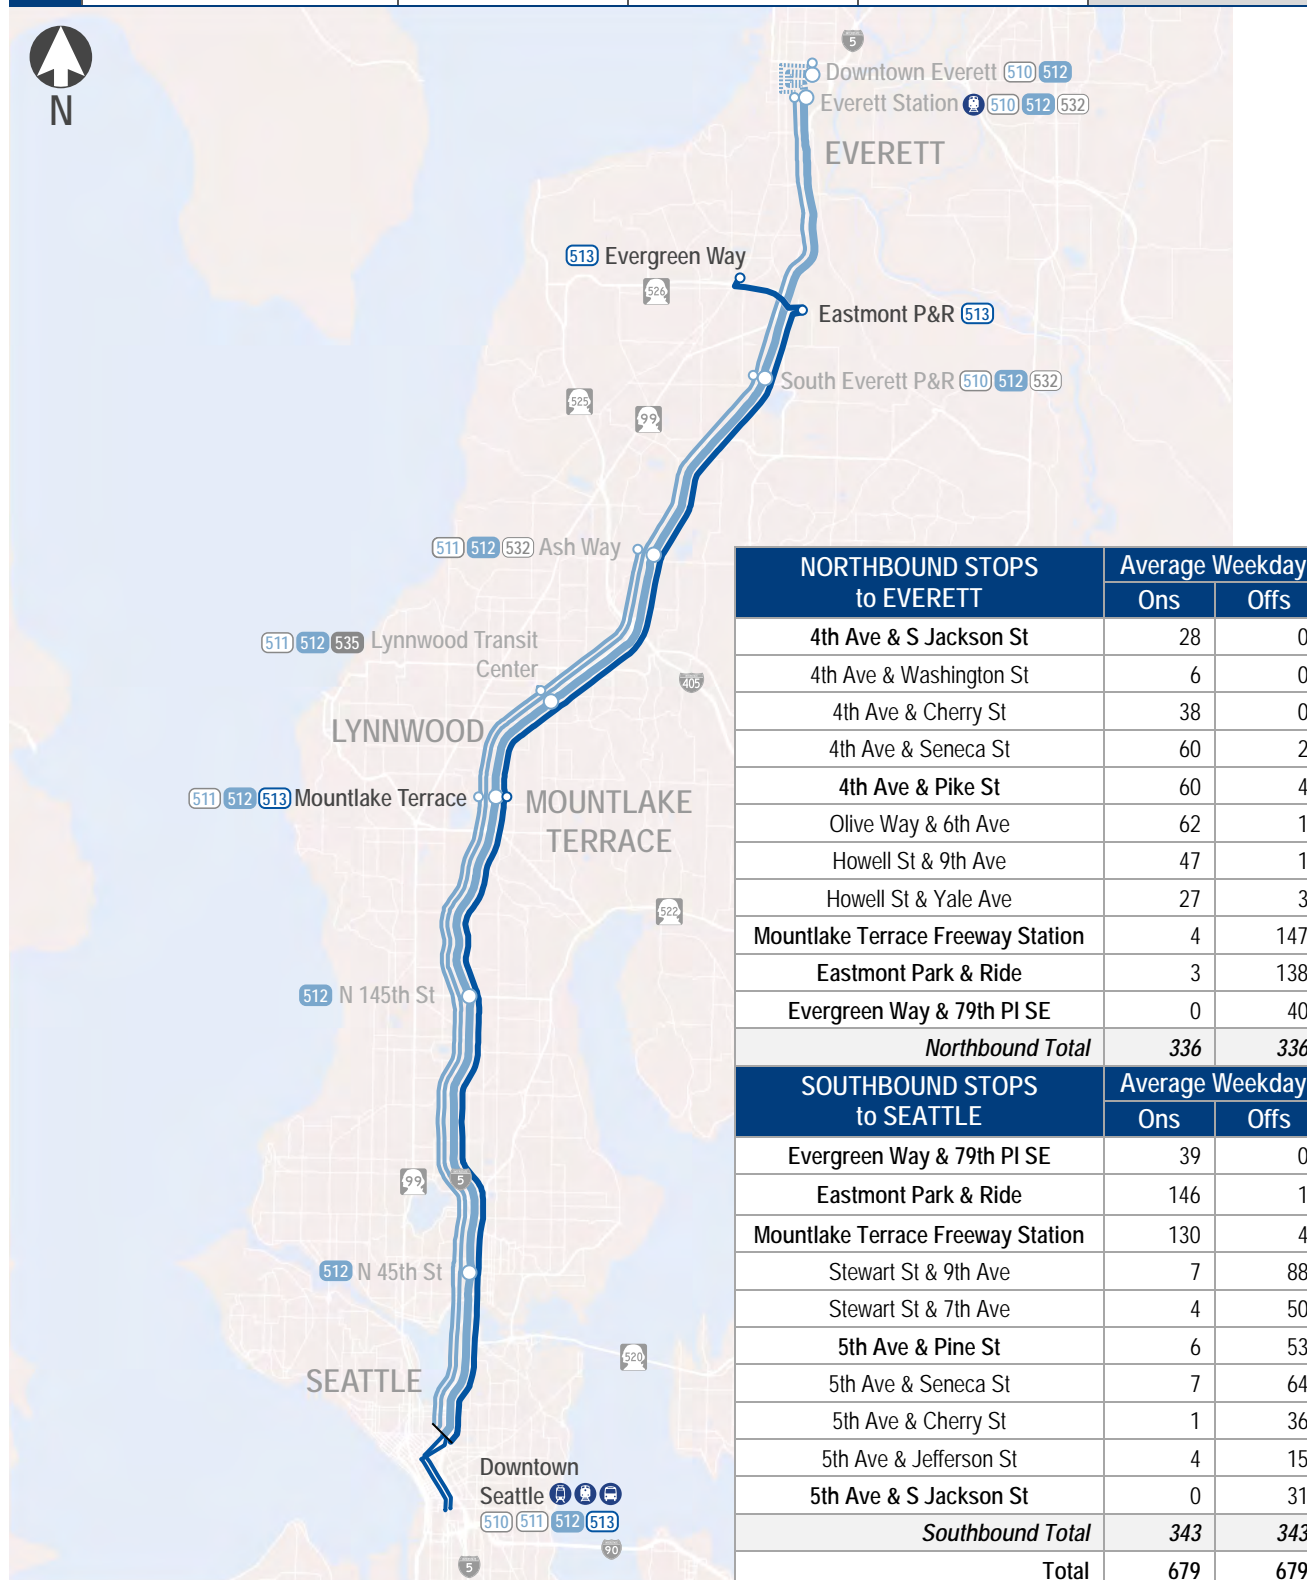 N
5
Downtown Everett 510 512
Everett Station 510 512 532
EVERETT
513 Evergreen Way
526
Eastmont P&R 513
South Everett P&R 510 512 532
525
99
511 512 532 Ash Way
511 512 535 Lynnwood Transit
Center
405
LYNNWOOD
511 512 513 Mountlake Terrace
MOUNTLAKE
TERRACE
522
512 N 145th St
99
5
512 N 45th St
520
SEATTLE
Downtown
Seattle
510 511 512 513
90
5
NORTHBOUND STOPS
to EVERETT
Average Weekday
Ons Offs
4th Ave & S Jackson St 28 0
4th Ave & Washington St 6 0
4th Ave & Cherry St 38 0
4th Ave & Seneca St 60 2
4th Ave & Pike St 60 4
Olive Way & 6th Ave 62 1
Howell St & 9th Ave 47 1
Howell St & Yale Ave 27 3
Mountlake Terrace Freeway Station 4 147
Eastmont Park & Ride 3 138
Evergreen Way & 79th Pl SE 0 40
Northbound Total 336 336
SOUTHBOUND STOPS
to SEATTLE
Average Weekday
Ons Offs
Evergreen Way & 79th Pl SE 39 0
Eastmont Park & Ride 146 1
Mountlake Terrace Freeway Station 130 4
Stewart St & 9th Ave 7 88
Stewart St & 7th Ave 4 50
5th Ave & Pine St 6 53
5th Ave & Seneca St 7 64
5th Ave & Cherry St 1 36
5th Ave & Jefferson St 4 15
5th Ave & S Jackson St 0 31
Southbound Total 343 343
Total 679 679